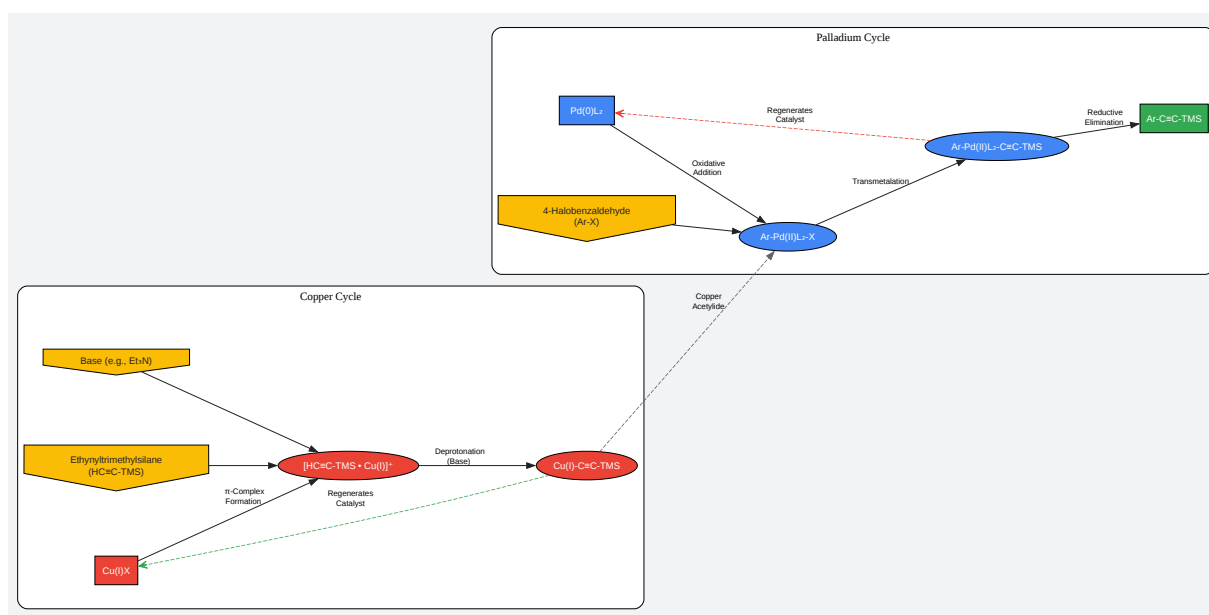 Palladium Cycle
Pd(0)L₂
Regenerates
Catalyst
Reductive
Elimination
Ar-C≡C-TMS
Ar-Pd(II)L₂-C≡C-TMS
Oxidative
Addition
Transmetalation
4-Halobenzaldehyde
(Ar-X)
Ar-Pd(II)L₂-X
Copper
Acetylide
Copper Cycle
Base (e.g., Et₃N)
Ethynyltrimethylsilane
(HC≡C-TMS)
[HC≡C-TMS • Cu(I)]⁺
Deprotonation
(Base)
Cu(I)-C≡C-TMS
π-Complex
Formation
Regenerates
Catalyst
Cu(I)X